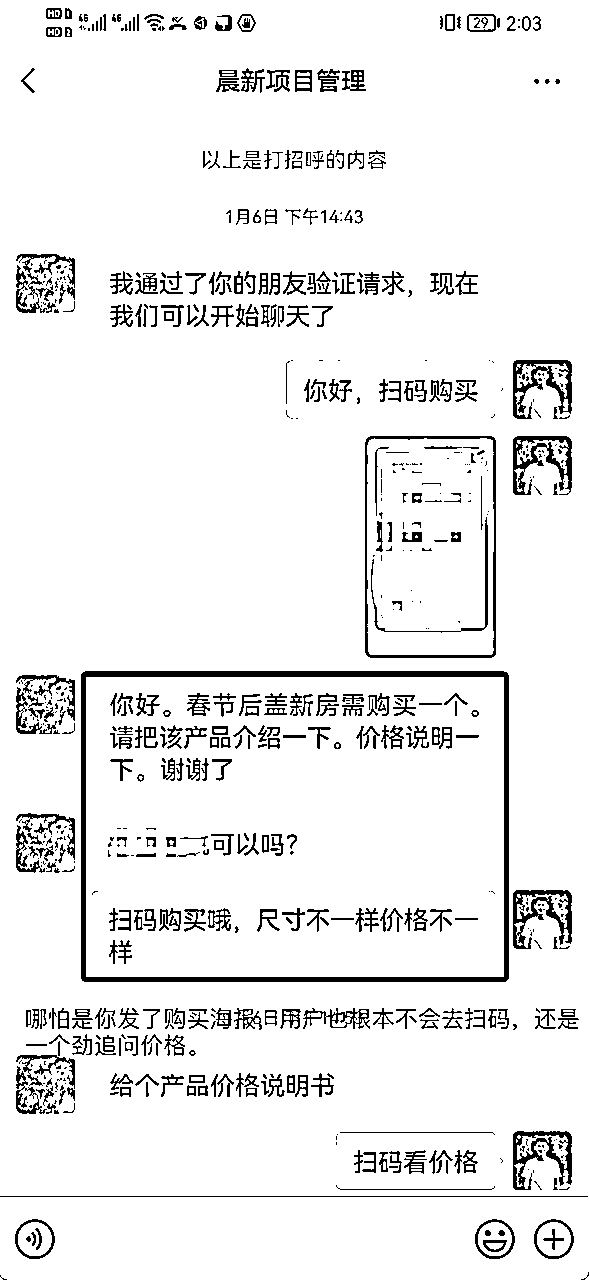 HD 1
HD 2
4G
4G
29
2:03
晨新项目管理
以上是打招呼的内容
1月6日 下午14:43
我通过了你的朋友验证请求，现在
我们可以开始聊天了
你好，扫码购买
你好。春节后盖新房需购买一个。
请把该产品介绍一下。价格说明一
下。谢谢了
可以吗?
扫码购买哦，尺寸不一样价格不一
样
哪怕是你发了购买海报，用户也根本不会去扫码，还是
一个劲追问价格。
给个产品价格说明书
扫码看价格